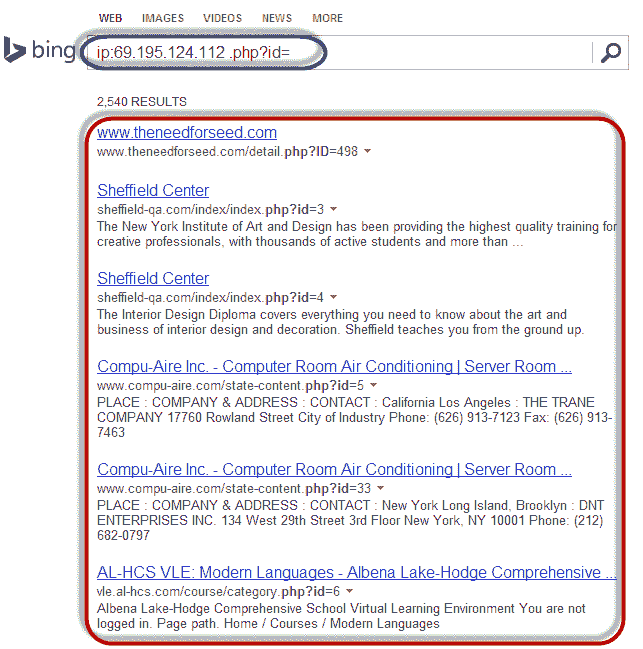 WEB IMAGES VIDEOS NEWS MORE
bing ip:69.195.124.112 .php?id=
2,540 RESULTS
www.theneedforseed.com
www.theneedforseed.com/detail.php?ID=498
Sheffield Center
sheffield-qa.com/index/index.php?id=3
The New York Institute of Art and Design has been providing the highest quality training for
creative professionals, with thousands of active students and more than ...
Sheffield Center
sheffield-qa.com/index/index.php?id=4
The Interior Design Diploma covers everything you need to know about the art and
business of interior design and decoration. Sheffield teaches you from the ground up.
Compu-Aire Inc. - Computer Room Air Conditioning | Server Room ...
www.compu-aire.com/state-content.php?id=5
PLACE : COMPANY & ADDRESS : CONTACT : California Los Angeles : THE TRANE
COMPANY 17760 Rowland Street City of Industry Phone: (626) 913-7123 Fax: (626) 913-
7463
Compu-Aire Inc. - Computer Room Air Conditioning | Server Room ...
www.compu-aire.com/state-content.php?id=33
PLACE : COMPANY & ADDRESS : CONTACT : New York Long Island, Brooklyn : DNT
ENTERPRISES INC. 134 West 29th Street 3rd Floor New York, NY 10001 Phone: (212)
682-0797
AL-HCS VLE: Modern Languages - Albena Lake-Hodge Comprehensive ...
vle.al-hcs.com/course/category.php?id=6
Albena Lake-Hodge Comprehensive School Virtual Learning Environment You are not
logged in. Page path. Home / Courses / Modern Languages